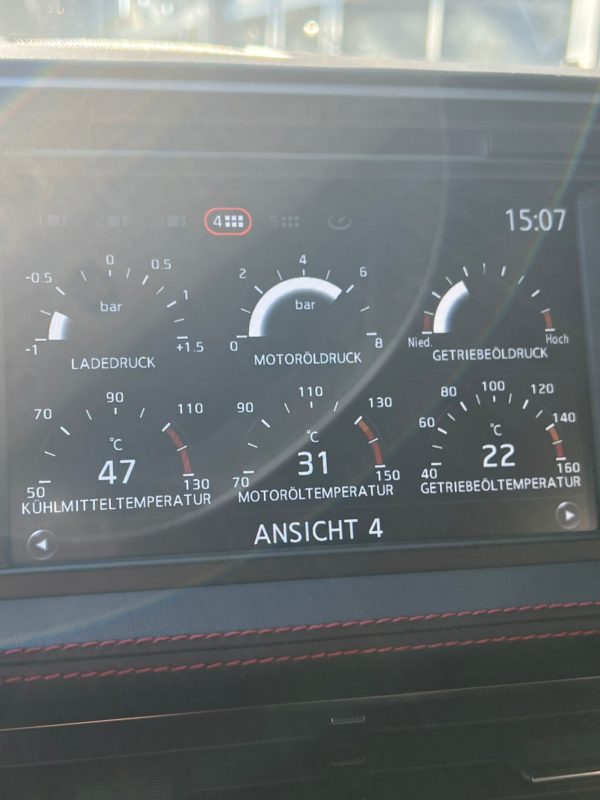 4
15:07
-0.5 0 0.5
bar
-1 1 +1.5
LADEDRUCK
2 4 6
bar
0 8
MOTORÖLDRUCK
Nied. Hoch
GETRIEBEÖLDRUCK
70 90 110
°C
47
50 130
KÜHLMITTELTEMPERATUR
90 110 130
°C
31
70 150
MOTORÖLTEMPERATUR
60 80 100 120 140
°C
22
40 160
GETRIEBEÖLTEMPERATUR
ANSICHT 4